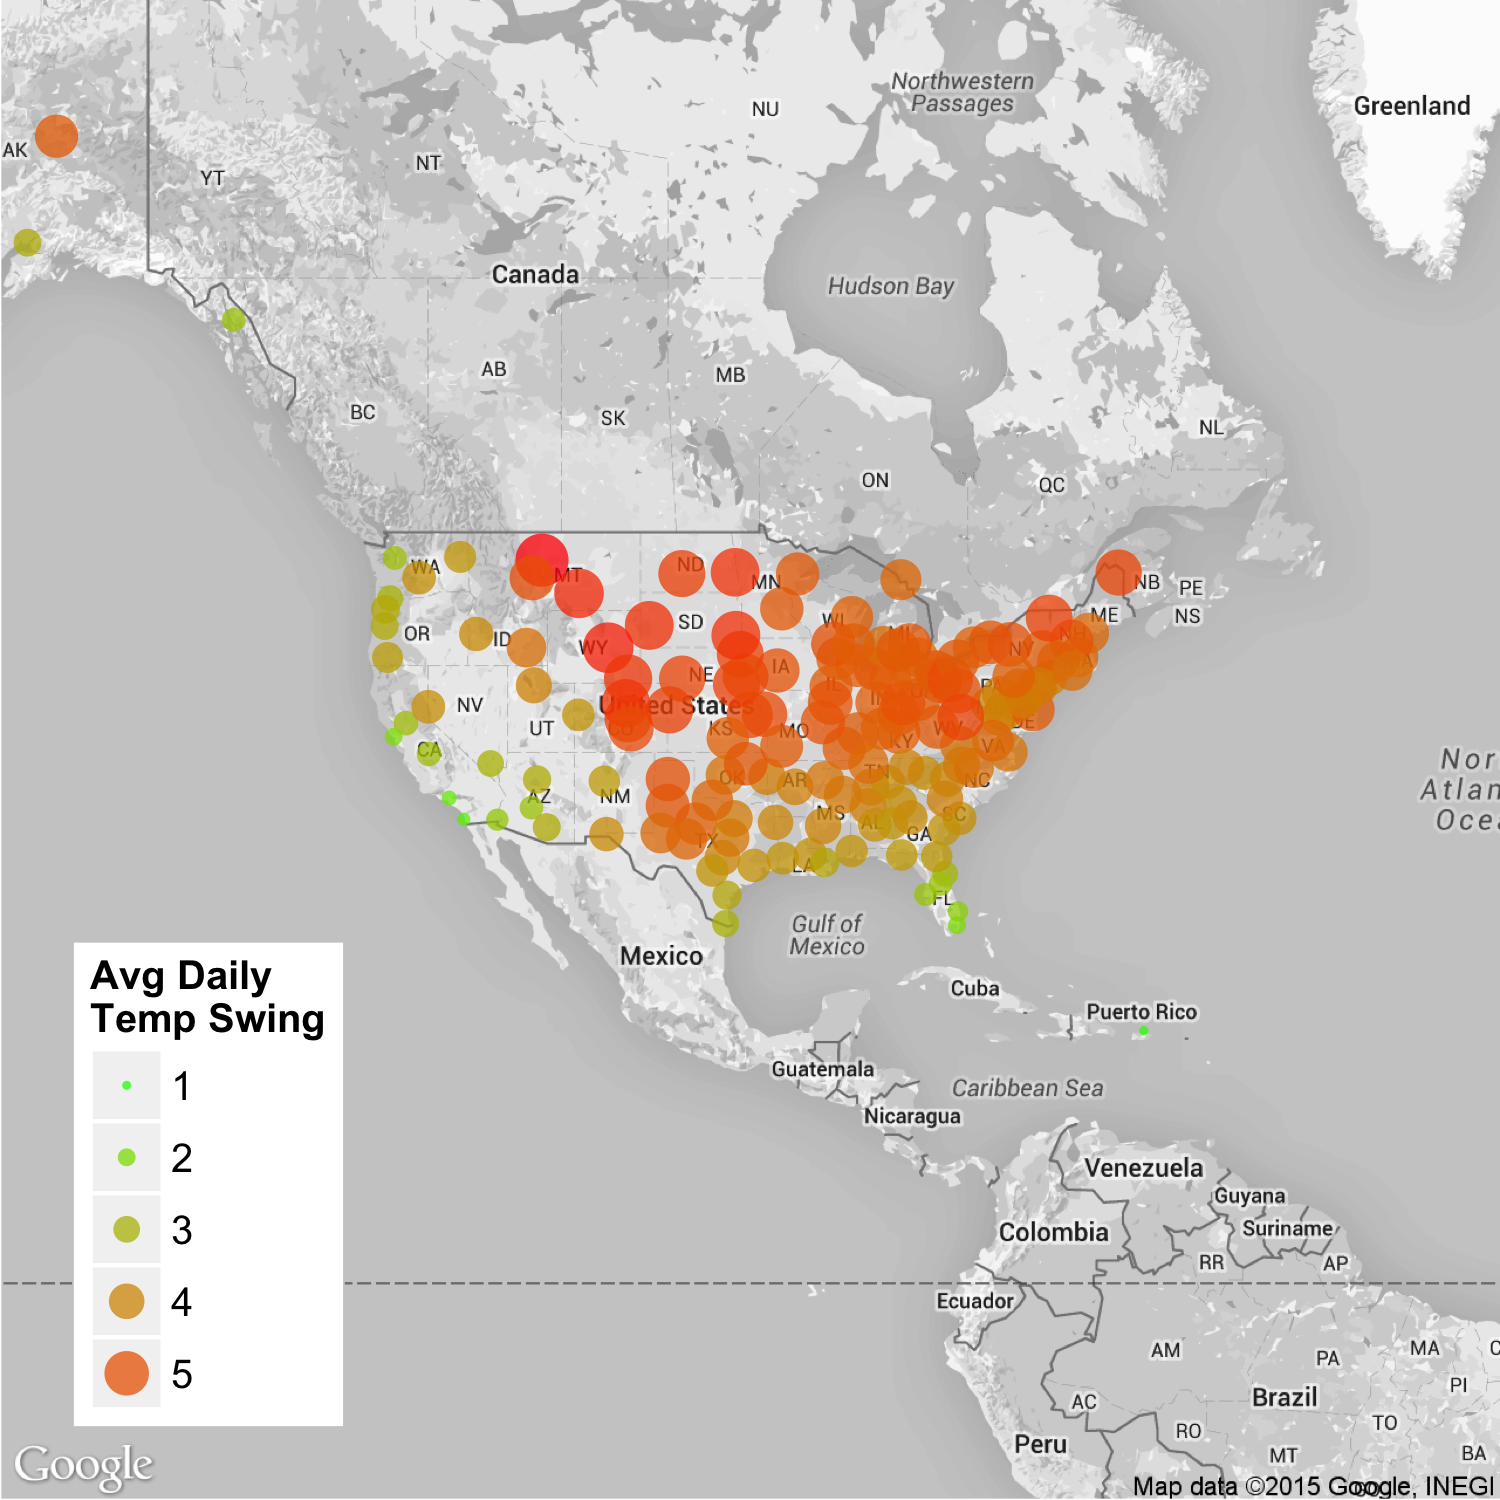 Northwestern
Passages
NU
Greenland
AK
YT
NT
Canada
Hudson Bay
AB
MB
BC
SK
NL
ON
QC
WA
MT
ND
MN
NB
PE
NS
ME
OR
ID
SD
WI
MI
NY
NH
WY
IA
NE
IL
PA
NV
United States
UT
CO
KS
MO
WV
DE
KY
VA
CA
OK
AR
TN
NC
AZ
NM
MS
AL
SC
GA
TX
LA
FL
Nor
Atlan
Ocea
Gulf of
Mexico
Mexico
Cuba
Puerto Rico
Guatemala
Caribbean Sea
Nicaragua
Venezuela
Guyana
Colombia
Suriname
RR
AP
Ecuador
AM
PA
MA
C
PI
AC
Brazil
TO
RO
Peru
MT
BA
Avg Daily
Temp Swing
1
2
3
4
5
Google
Map data ©2015 Google, INEGI